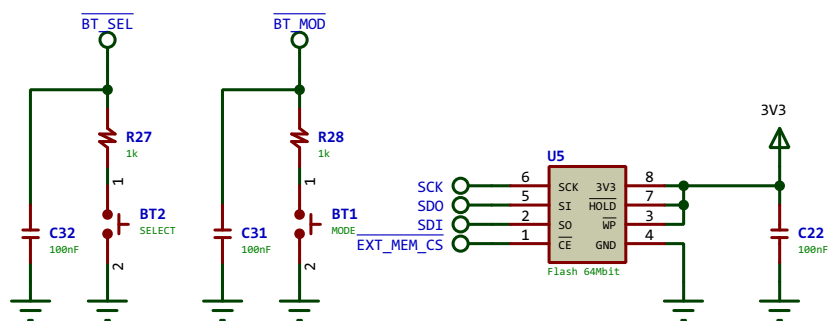 BT_SEL
BT_MOD
R27
1k
R28
1k
1
BT2
SELECT
2
C32
100nF
1
BT1
MODE
2
C31
100nF
3V3
U5
SCK 6 SCK 3V3 8
SDO 5 SI HOLD 7
SDI 2 SO WP 3
EXT_MEM_CS 1 CE GND 4
Flash 64Mbit
C22
100nF